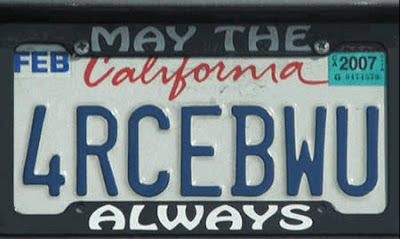 MAY THE
FEB California 2007
4RCEBWU
ALWAYS